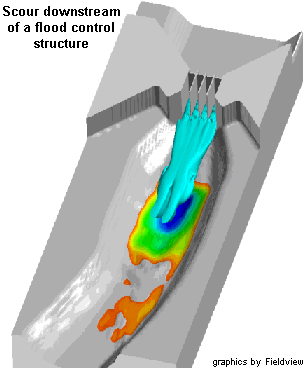 Scour downstream
of a flood control
structure
graphics by Fieldview